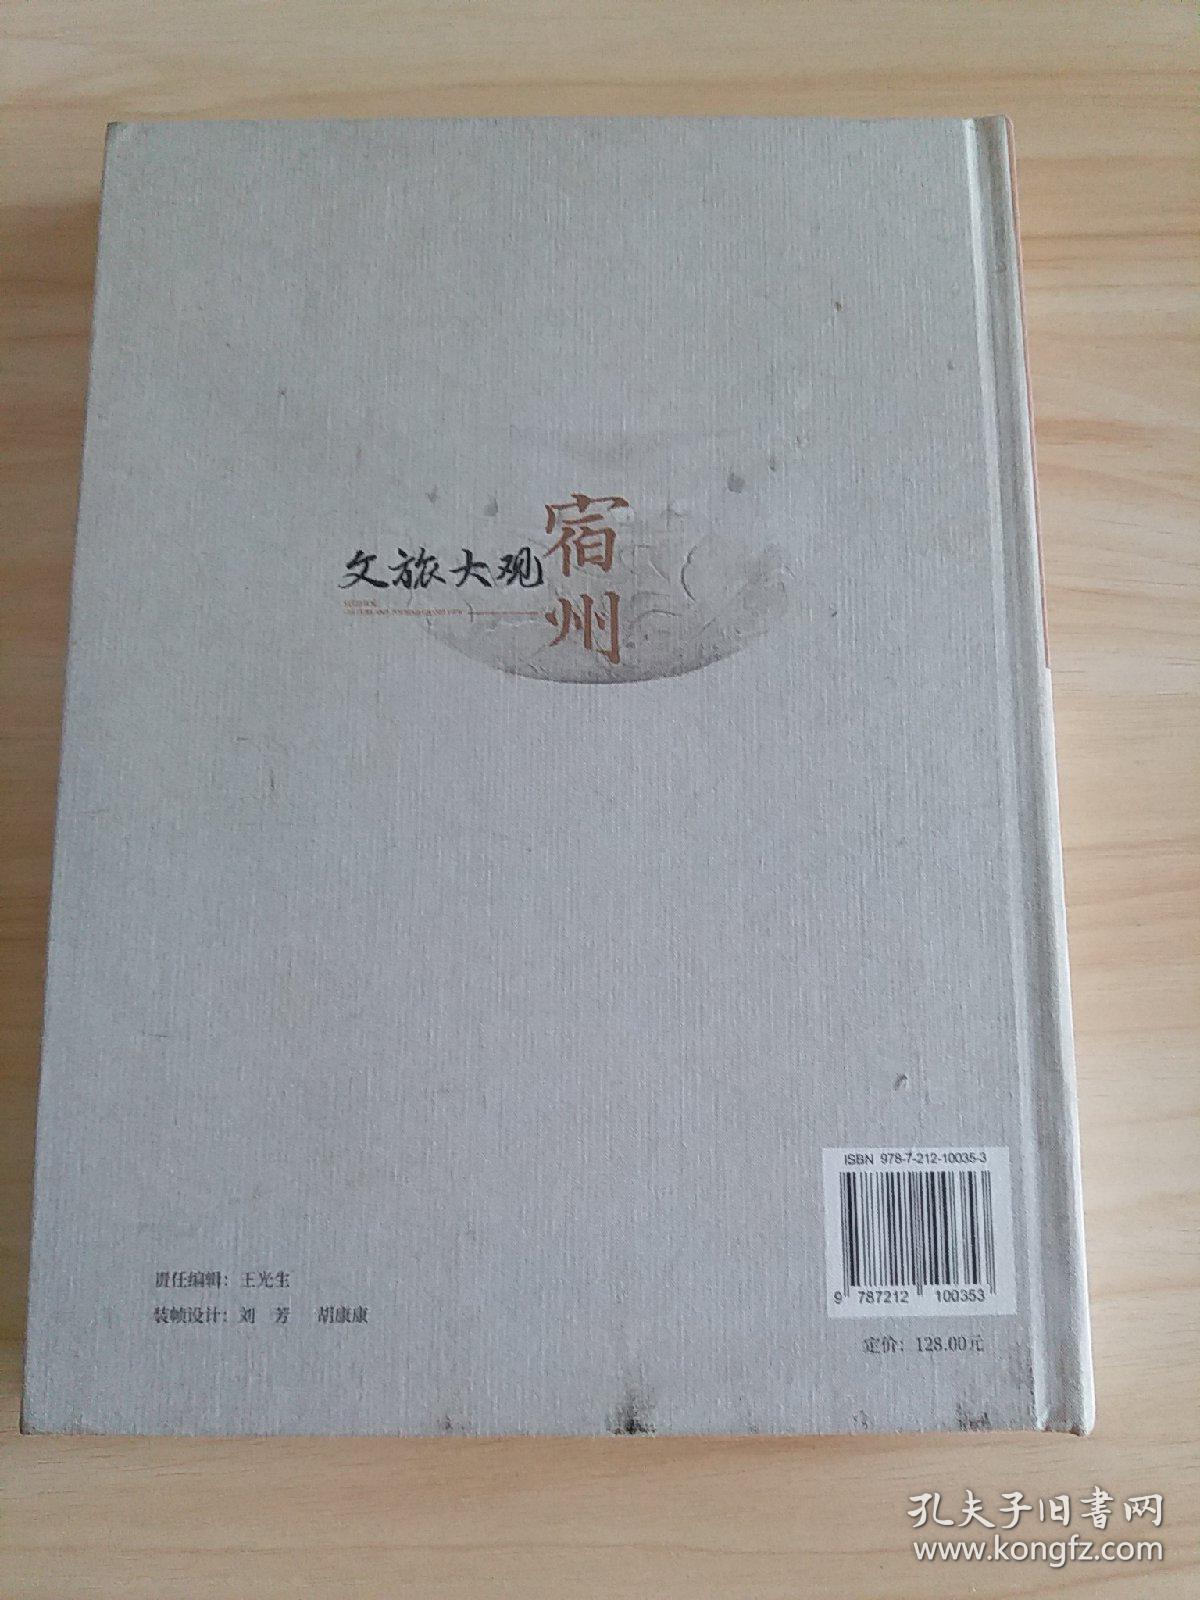 宿州
文旅大观
ISBN 978-7-212-10035-3
9 787212 100353
定价：128.00元
责任编辑：王光生
装帧设计：刘 芳 胡康康
孔夫子旧书网
www.kongfz.com